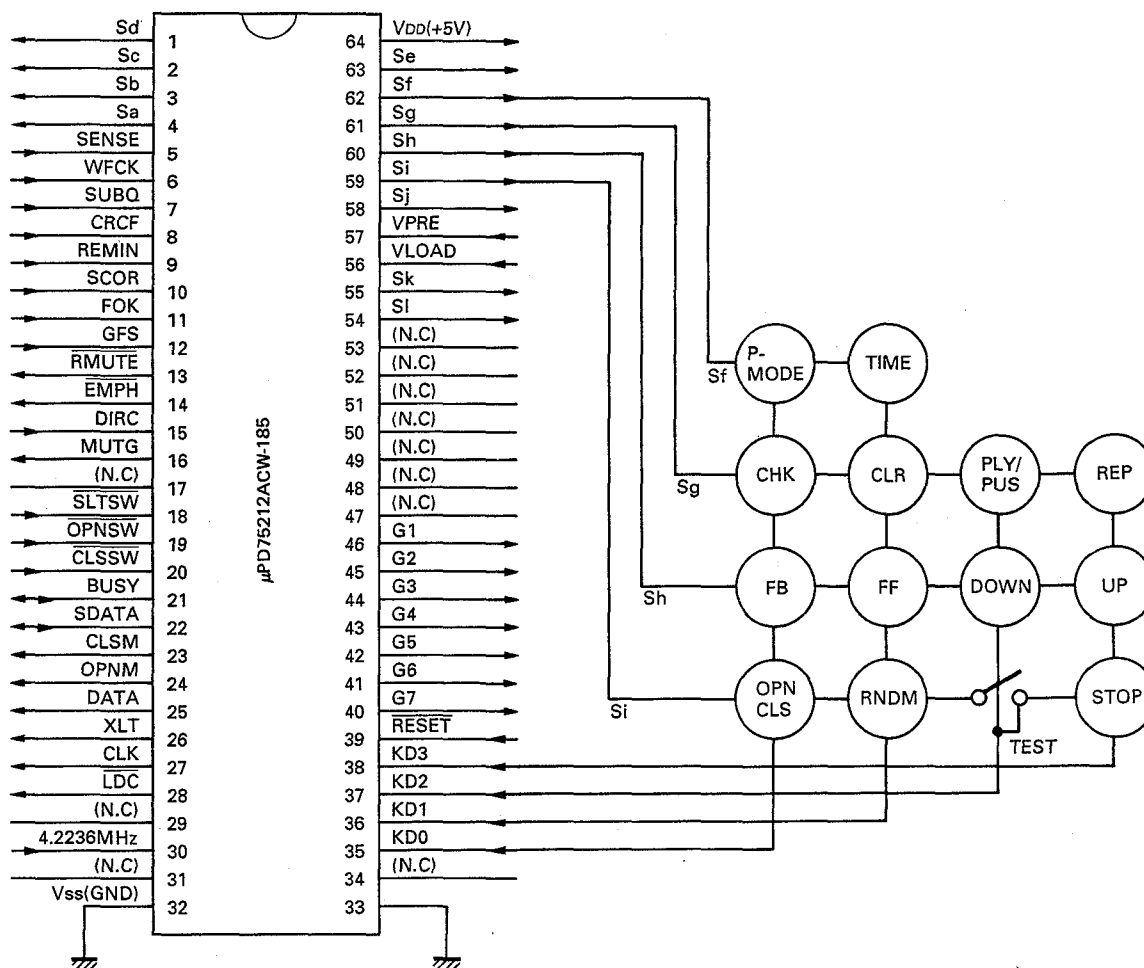 Sd 1
Sc 2
Sb 3
Sa 4
SENSE 5
WFCK 6
SUBQ 7
CRCF 8
REMIN 9
SCOR 10
FOK 11
GFS 12
RMUTE 13
EMPH 14
DIRC 15
MUTG 16
(N.C) 17
SLTSW 18
OPNSW 19
CLSSW 20
BUSY 21
SDATA 22
CLSM 23
OPNM 24
DATA 25
XLT 26
CLK 27
LDC 28
(N.C) 29
4.2236MHz 30
(N.C) 31
Vss(GND) 32
μPD75212ACW-185
64 VDD(+5V)
63 Se
62 Sf
61 Sg
60 Sh
59 Si
58 Sj
57 VPRE
56 VLOAD
55 Sk
54 Sl
53 (N.C)
52 (N.C)
51 (N.C)
50 (N.C)
49 (N.C)
48 (N.C)
47 (N.C)
46 G1
45 G2
44 G3
43 G4
42 G5
41 G6
40 G7
39 RESET
38 KD3
37 KD2
36 KD1
35 KD0
34 (N.C)
33
Sf
P-
MODE
TIME
Sg
CHK
CLR
PLY/
PUS
REP
Sh
FB
FF
DOWN
UP
Si
OPN
CLS
RNDM
TEST
STOP